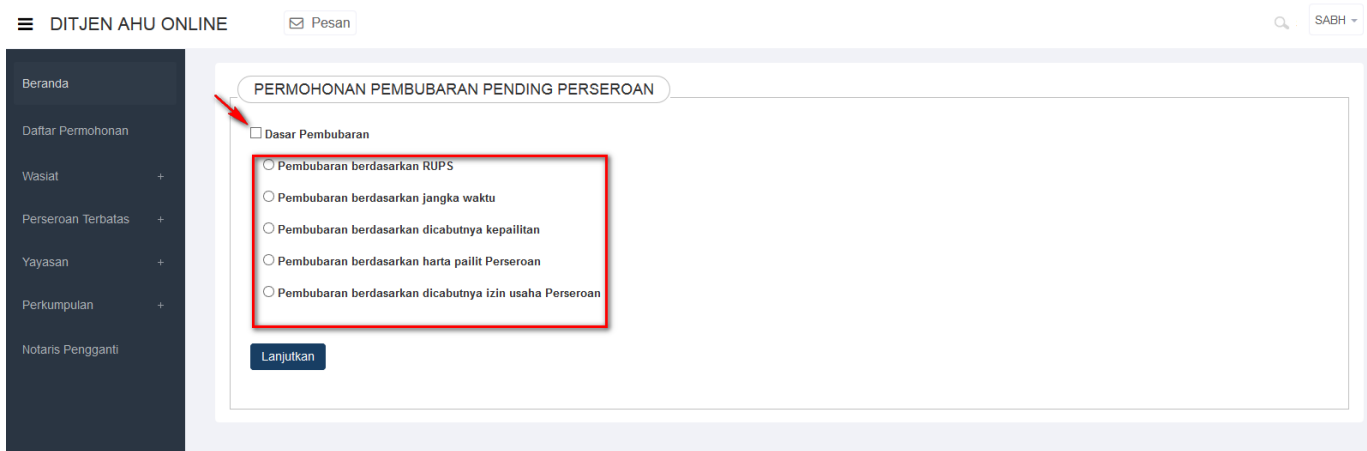 DITJEN AHU ONLINE
Pesan
SABH
Beranda
Daftar Permohonan
Wasiat +
Perseroan Terbatas +
Yayasan +
Perkumpulan +
Notaris Pengganti
PERMOHONAN PEMBUBARAN PENDING PERSEROAN
Dasar Pembubaran
Pembubaran berdasarkan RUPS
Pembubaran berdasarkan jangka waktu
Pembubaran berdasarkan dicabutnya kepailitan
Pembubaran berdasarkan harta pailit Perseroan
Pembubaran berdasarkan dicabutnya izin usaha Perseroan
Lanjutkan